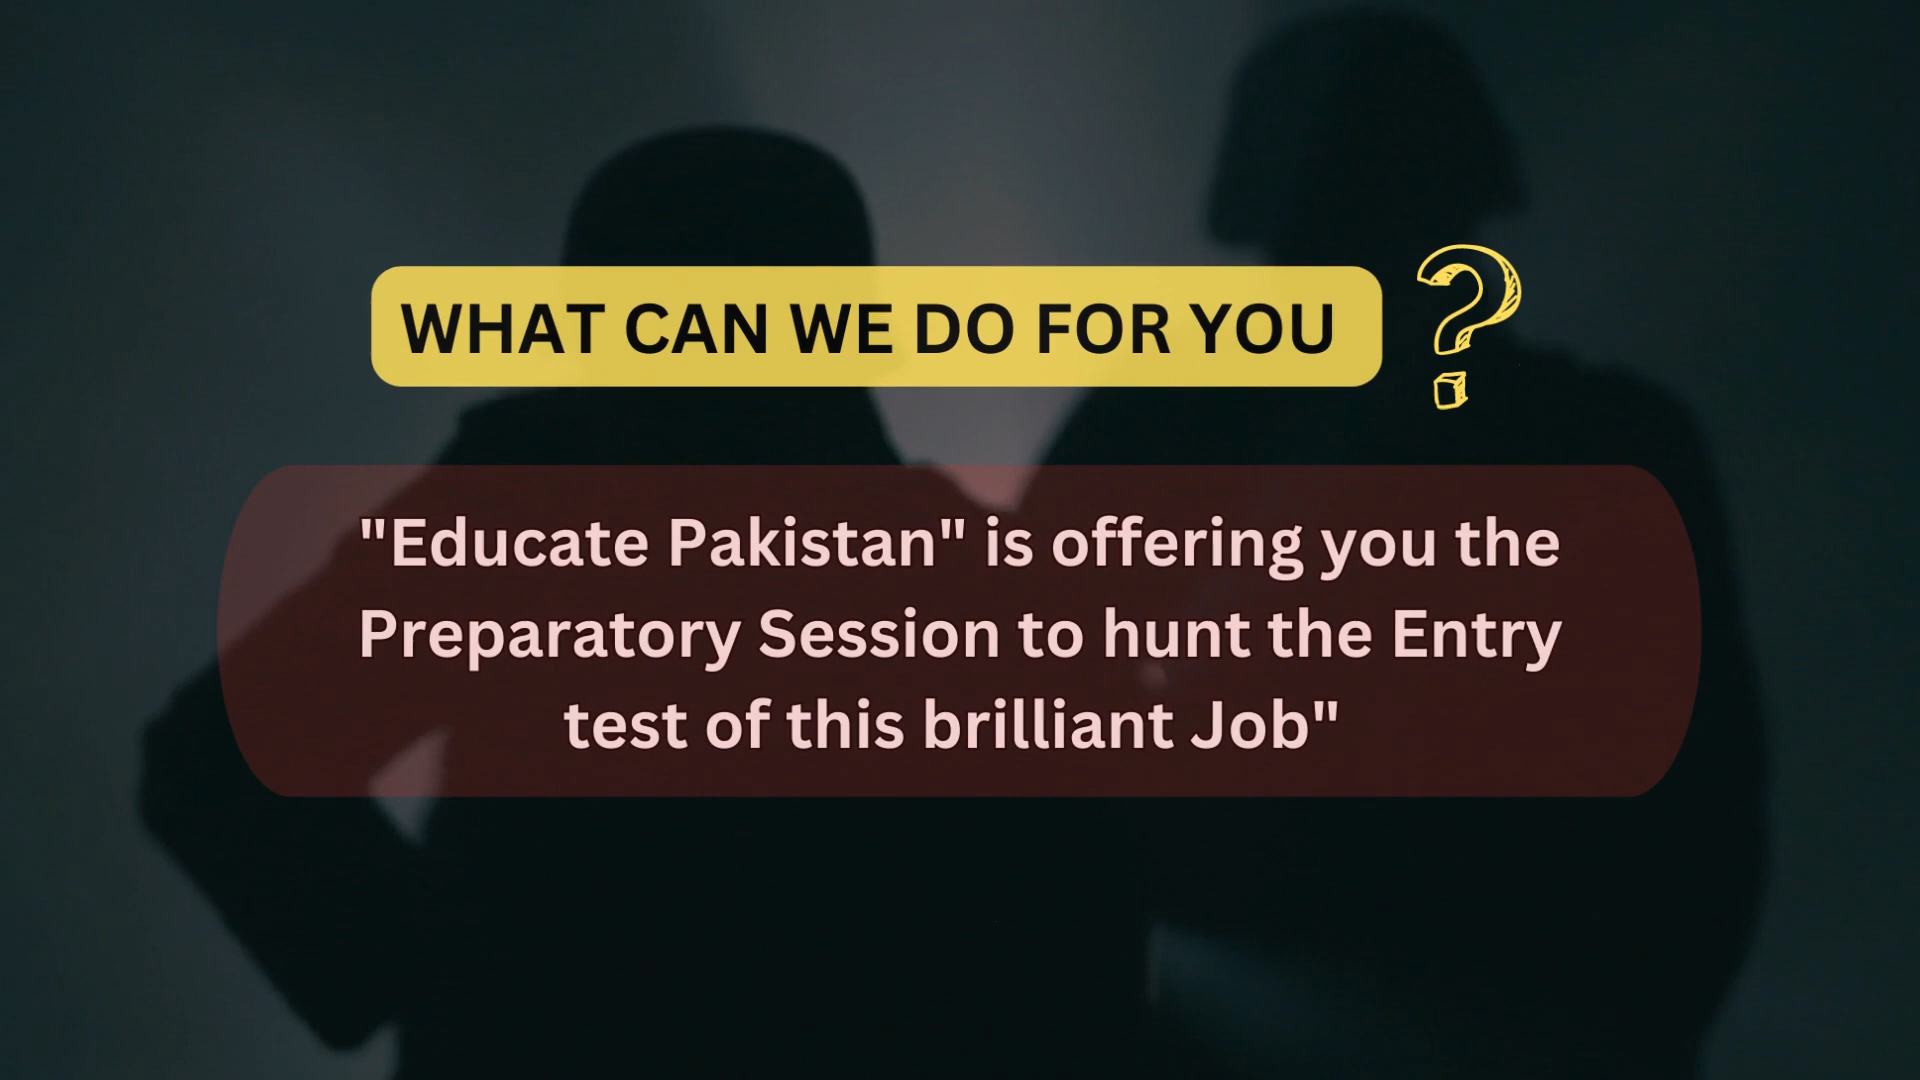 WHAT CAN WE DO FOR YOU ?
"Educate Pakistan" is offering you the
Preparatory Session to hunt the Entry
test of this brilliant Job"